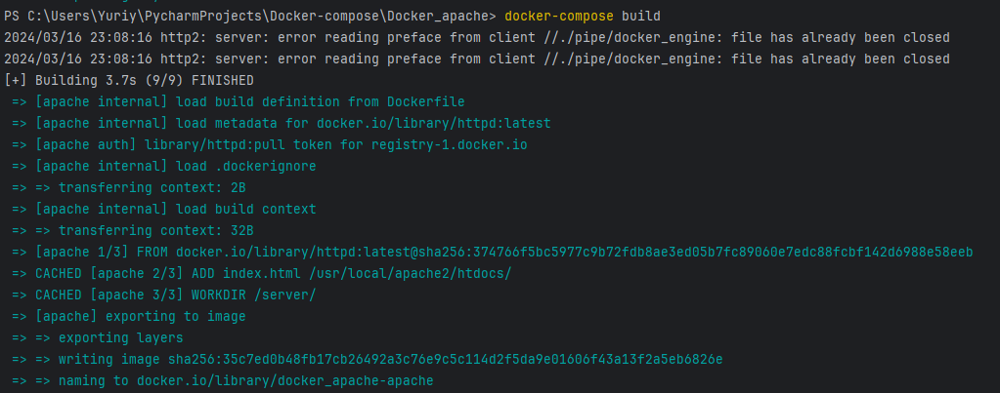 PS C:\Users\Yuriy\PycharmProjects\Docker-compose\Docker_apache> docker-compose build
2024/03/16 23:08:16 http2: server: error reading preface from client //./pipe/docker_engine: file has already been closed
2024/03/16 23:08:16 http2: server: error reading preface from client //./pipe/docker_engine: file has already been closed
[+] Building 3.7s (9/9) FINISHED
=> [apache internal] load build definition from Dockerfile
=> [apache internal] load metadata for docker.io/library/httpd:latest
=> [apache auth] library/httpd:pull token for registry-1.docker.io
=> [apache internal] load .dockerignore
=> => transferring context: 2B
=> [apache internal] load build context
=> => transferring context: 32B
=> [apache 1/3] FROM docker.io/library/httpd:latest@sha256:374766f5bc5977c9b72fdb8ae3ed05b7fc89060e7edc88fcbf142d6988e58eeb
=> CACHED [apache 2/3] ADD index.html /usr/local/apache2/htdocs/
=> CACHED [apache 3/3] WORKDIR /server/
=> [apache] exporting to image
=> => exporting layers
=> => writing image sha256:35c7ed0b48fb17cb26492a3c76e9c5c114d2f5da9e01606f43a13f2a5eb6826e
=> => naming to docker.io/library/docker_apache-apache